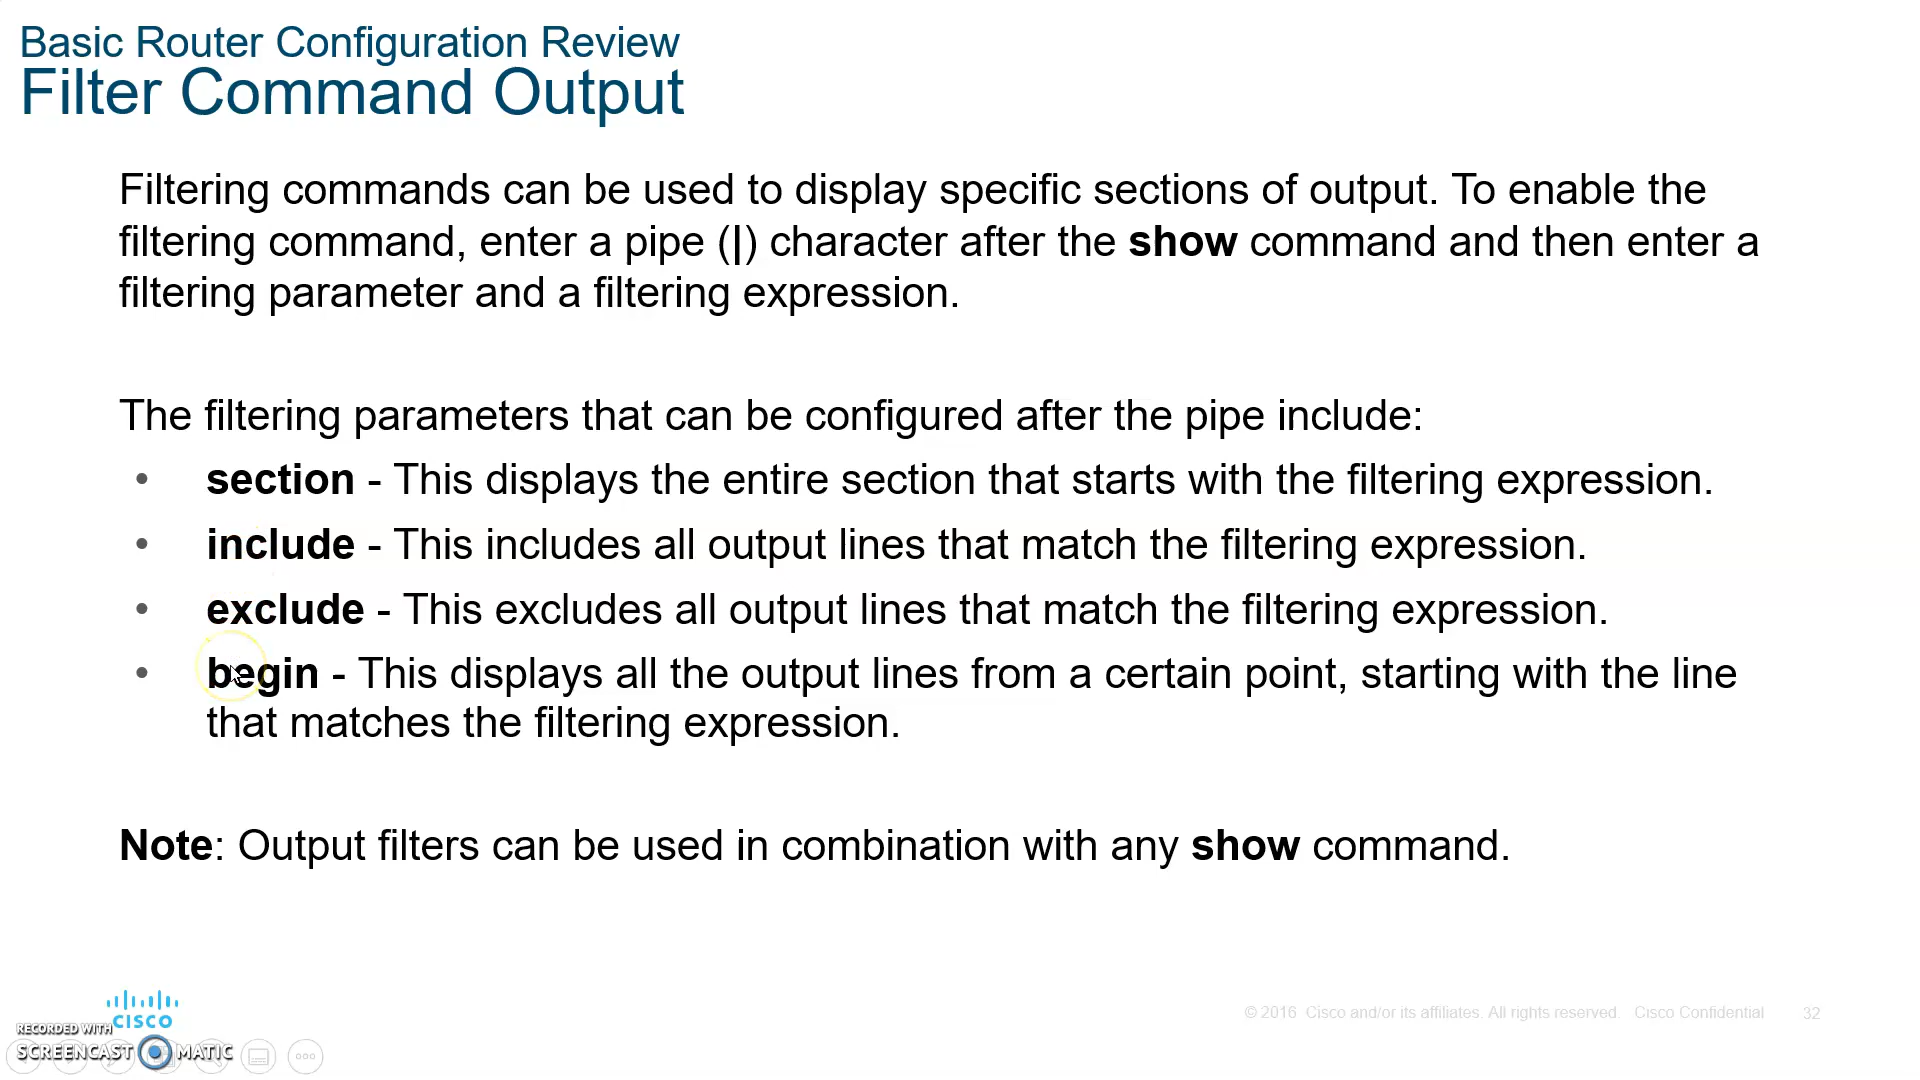 Basic Router Configuration Review
Filter Command Output
Filtering commands can be used to display specific sections of output. To enable the
filtering command, enter a pipe (|) character after the show command and then enter a
filtering parameter and a filtering expression.
The filtering parameters that can be configured after the pipe include:
• section - This displays the entire section that starts with the filtering expression.
• include - This includes all output lines that match the filtering expression.
• exclude - This excludes all output lines that match the filtering expression.
• begin - This displays all the output lines from a certain point, starting with the line
that matches the filtering expression.
Note: Output filters can be used in combination with any show command.
CISCO
RECORDED WITH
SCREENCAST MATIC
© 2016 Cisco and/or its affiliates. All rights reserved. Cisco Confidential 32